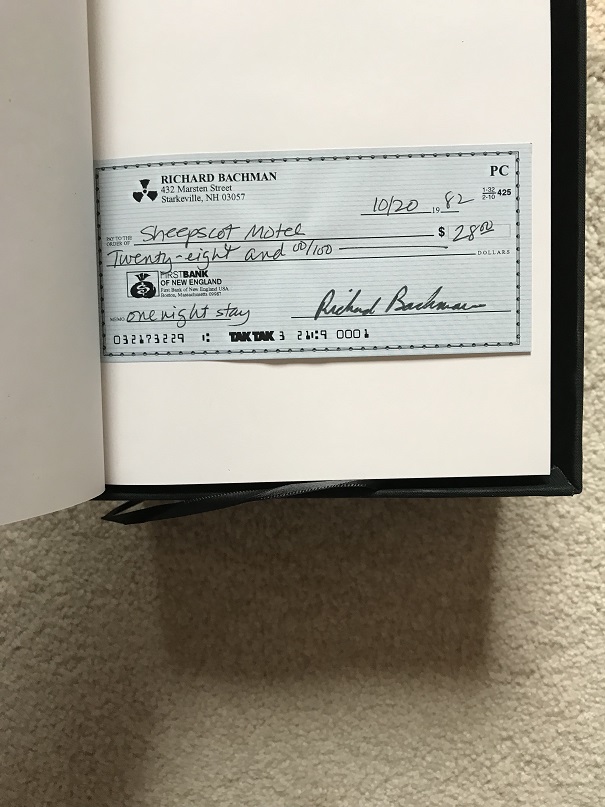 RICHARD BACHMAN
432 Marsten Street
Starkeville, NH 03057
PC
1-32
2-10
425
10/20 19 82
PAY TO THE
ORDER OF
Sheepscot Motel
$ 28 00
Twenty-eight and 00/100
DOLLARS
FIRSTBANK
OF NEW ENGLAND
First Bank of New England USA
Boston, Massachusetts
MEMO one night stay
Richard Bachman
032173229 TAK TAK 3 21 9 0001